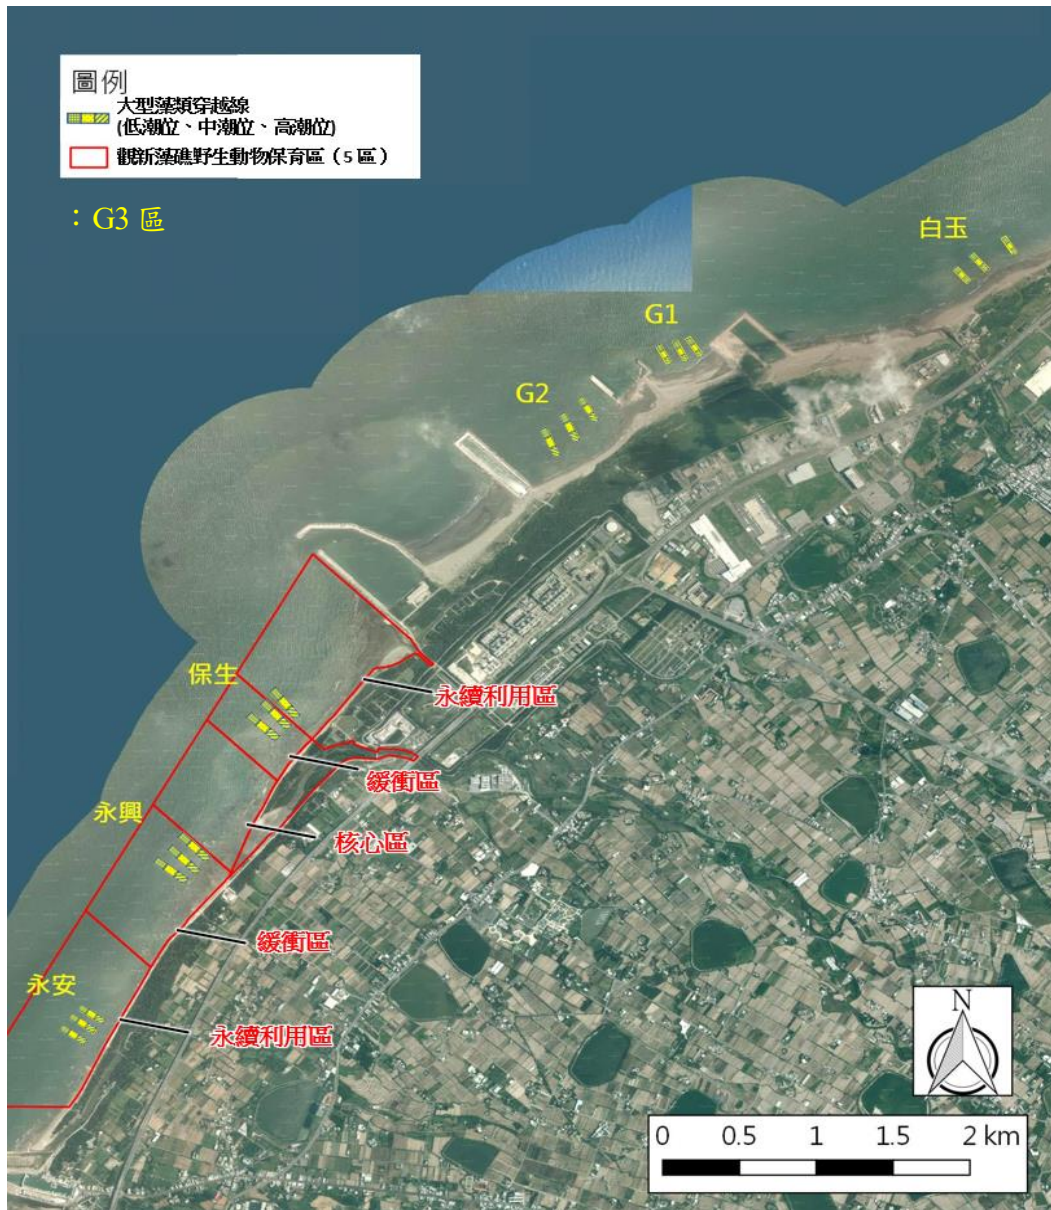 圖例
大型藻類穿越線
(低潮位、中潮位、高潮位)
觀新藻礁野生動物保育區（5 區）
：G3 區
白玉
G1
G2
保生
永續利用區
緩衝區
永興
核心區
緩衝區
永安
永續利用區
N
0 0.5 1 1.5 2 km